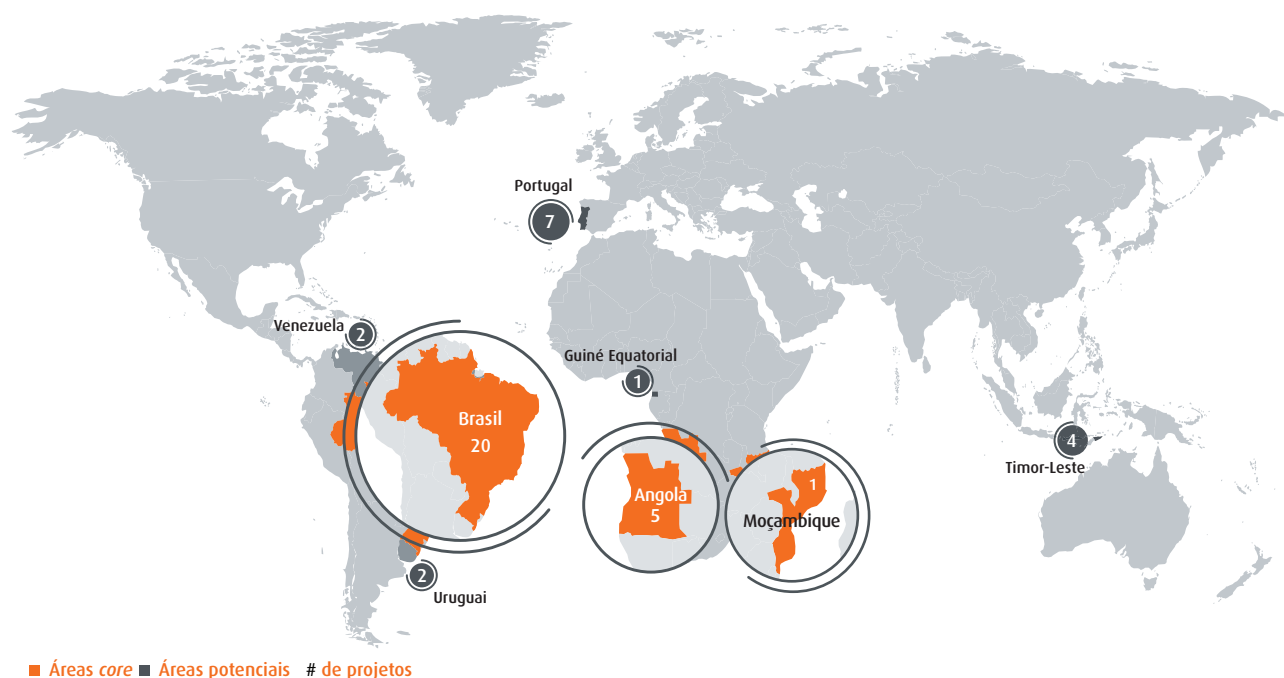 Portugal
7
Venezuela
2
Guiné Equatorial
1
Brasil
20
Angola
5
1
Moçambique
4
Timor-Leste
2
Uruguai
Áreas core Áreas potenciais # de projetos